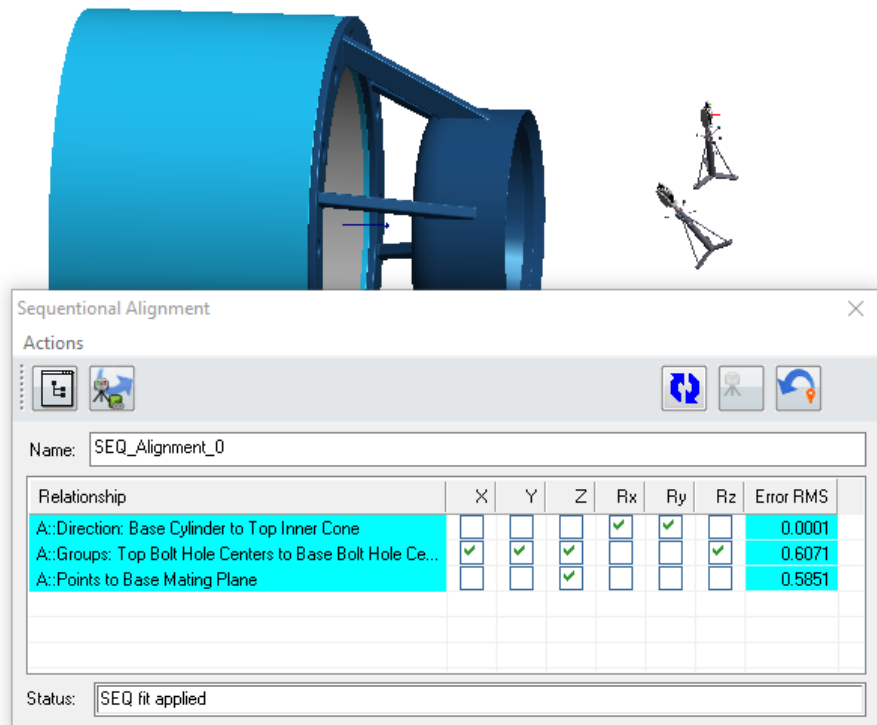 Sequentional Alignment
Actions
Name: SEQ_Alignment_0
Relationship X Y Z Rx Ry Rz Error RMS
A::Direction: Base Cylinder to Top Inner Cone 0.0001
A::Groups: Top Bolt Hole Centers to Base Bolt Hole Ce... 0.6071
A::Points to Base Mating Plane 0.5851
Status: SEQ fit applied